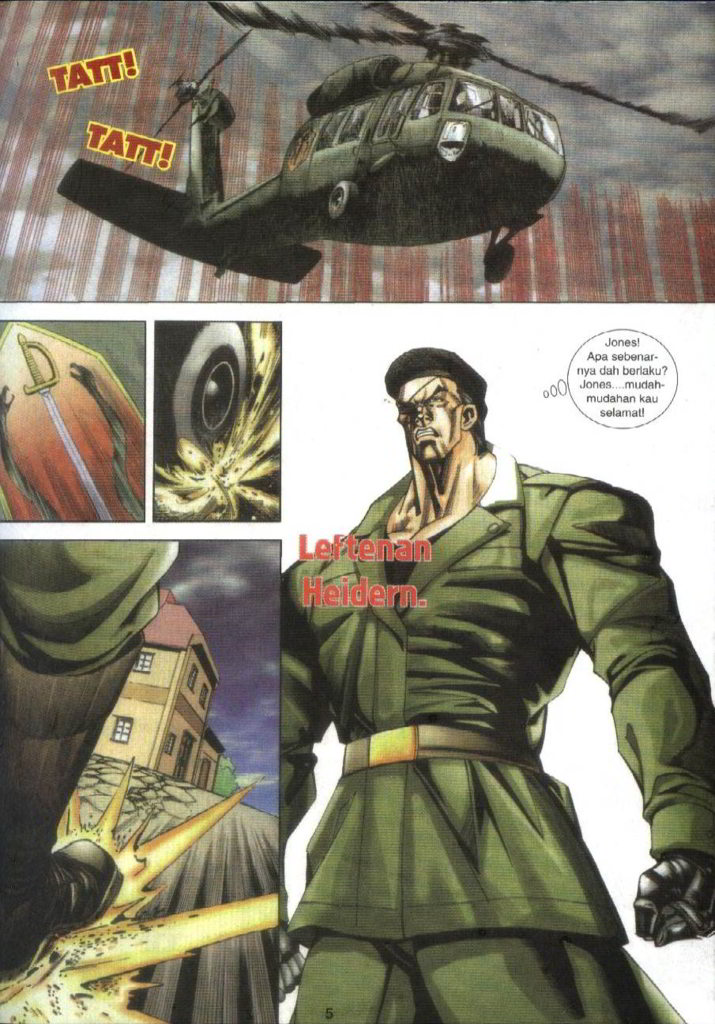 TATT!
TATT!
Jones!
Apa sebenar-
nya dah berlaku?
Jones....mudah-
mudahan kau
selamat!
Leftenan
Heidern.
5